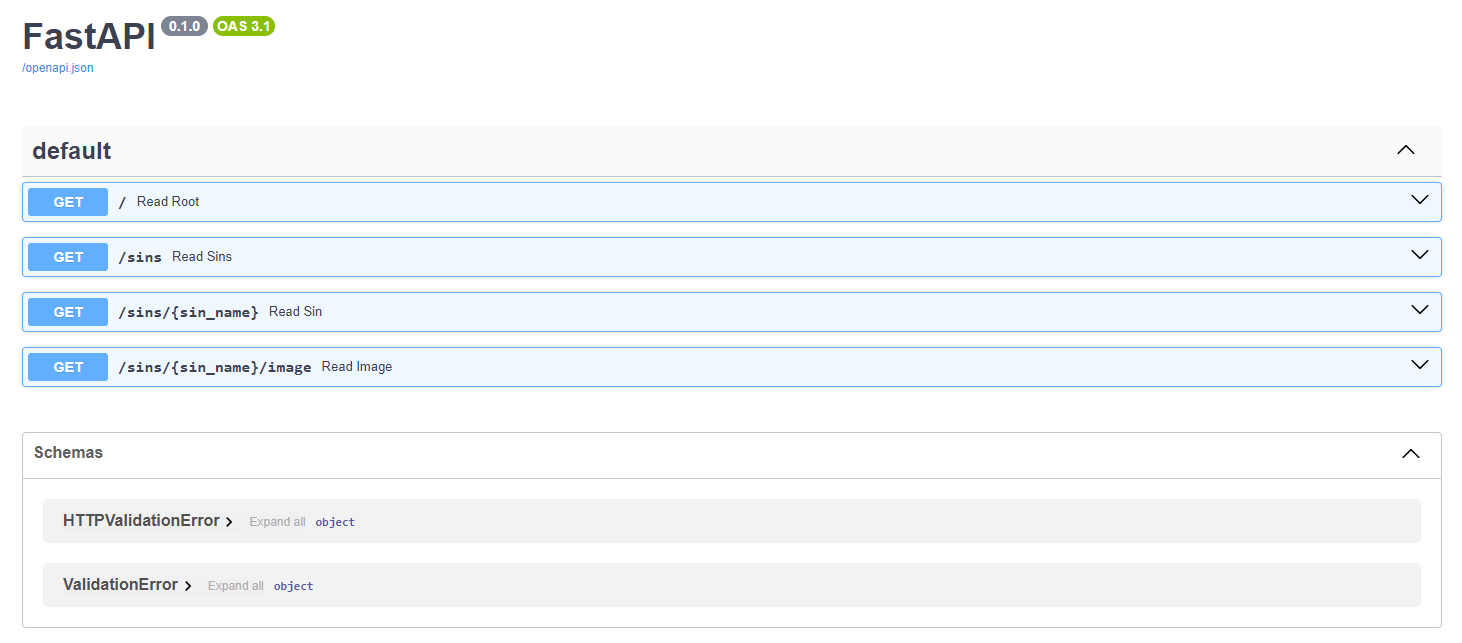 FastAPI 0.1.0 OAS 3.1
/openapi.json
default
GET / Read Root
GET /sins Read Sins
GET /sins/{sin_name} Read Sin
GET /sins/{sin_name}/image Read Image
Schemas
HTTPValidationError Expand all object
ValidationError Expand all object